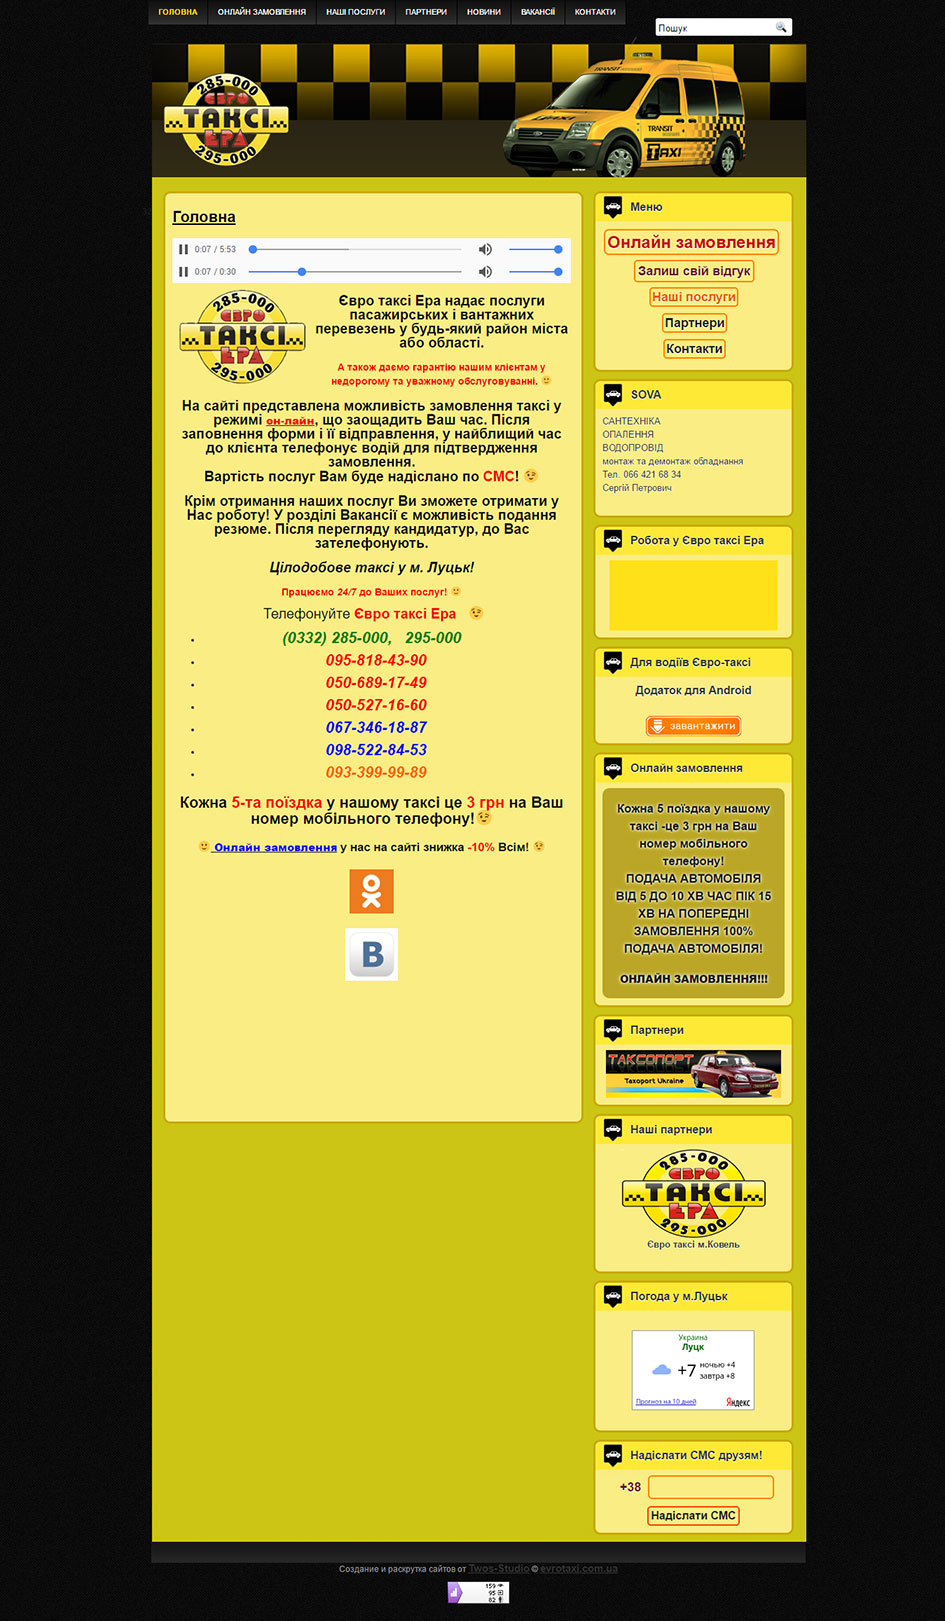 ГОЛОВНА ОНЛАЙН ЗАМОВЛЕННЯ НАШІ ПОСЛУГИ ПАРТНЕРИ НОВИНИ ВАКАНСІЇ КОНТАКТИ
Пошук
285-000
ЄВРО
ТАКСІ
ЕРА
295-000
TRANSIT
TAXI
TRANSIT
TAXI
Головна
0:07 / 5:53
0:07 / 0:30
285-000
ЄВРО
ТАКСІ
ЕРА
295-000
Євро таксі Ера надає послуги
пасажирських і вантажних
перевезень у будь-який район міста
або області.
А також даємо гарантію нашим клієнтам у
недорогому та уважному обслуговуванні.
На сайті представлена можливість замовлення таксі у
режимі он-лайн, що заощадить Ваш час. Після
заповнення форми і її відправлення, у найблищий час
до клієнта телефонує водій для підтвердження
замовлення.
Вартість послуг Вам буде надіслано по СМС!
Крім отримання наших послуг Ви зможете отримати у
Нас роботу! У розділі Вакансії є можливість подання
резюме. Після перегляду кандидатур, до Вас
зателефонують.
Цілодобове таксі у м. Луцьк!
Працюємо 24/7 до Ваших послуг!
Телефонуйте Євро таксі Ера
(0332) 285-000, 295-000
095-818-43-90
050-689-17-49
050-527-16-60
067-346-18-87
098-522-84-53
093-399-99-89
Кожна 5-та поїздка у нашому таксі це 3 грн на Ваш
номер мобільного телефону!
Онлайн замовлення у нас на сайті знижка -10% Всім!
В
Меню
Онлайн замовлення
Залиш свій відгук
Наші послуги
Партнери
Контакти
SOVA
САНТЕХНІКА
ОПАЛЕННЯ
ВОДОПРОВІД
монтаж та демонтаж обладнання
Тел. 066 421 68 34
Сергій Петрович
Робота у Євро таксі Ера
Для водіїв Євро-таксі
Додаток для Android
завантажити
Онлайн замовлення
Кожна 5 поїздка у нашому
таксі -це 3 грн на Ваш
номер мобільного
телефону!
ПОДАЧА АВТОМОБІЛЯ
ВІД 5 ДО 10 ХВ ЧАС ПІК 15
ХВ НА ПОПЕРЕДНІ
ЗАМОВЛЕННЯ 100%
ПОДАЧА АВТОМОБІЛЯ!
ОНЛАЙН ЗАМОВЛЕННЯ!!!
Партнери
ТАКСОПОРТ
Taxoport Ukraine
Наші партнери
285-000
ЄВРО
ТАКСІ
ЕРА
295-000
Євро таксі м.Ковель
Погода у м.Луцьк
Украина
Луцк
+7 ночью +4
завтра +8
Прогноз на 10 дней Яндекс
Надіслати СМС друзям!
+38
Надіслати СМС
Создание и раскрутка сайтов от Twos-Studio © evrotaxi.com.ua
159
95
82